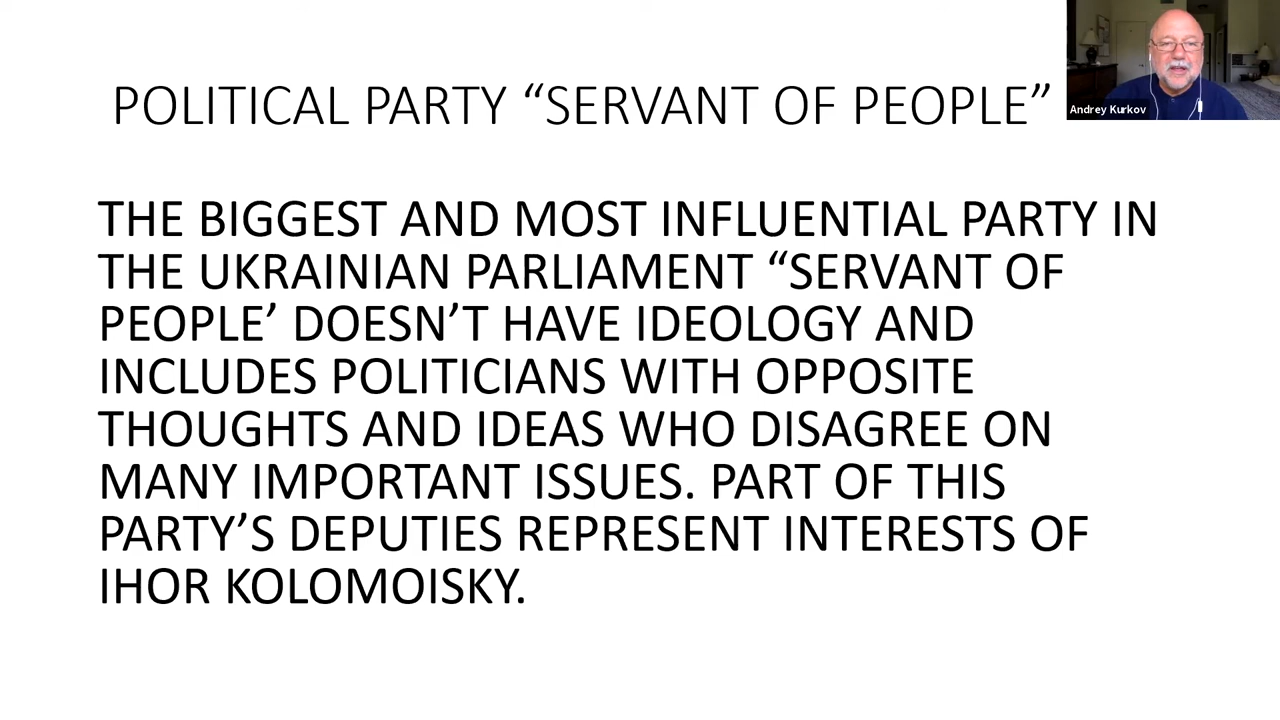 POLITICAL PARTY “SERVANT OF PEOPLE”
Andrey Kurkov
THE BIGGEST AND MOST INFLUENTIAL PARTY IN
THE UKRAINIAN PARLIAMENT “SERVANT OF
PEOPLE’ DOESN’T HAVE IDEOLOGY AND
INCLUDES POLITICIANS WITH OPPOSITE
THOUGHTS AND IDEAS WHO DISAGREE ON
MANY IMPORTANT ISSUES. PART OF THIS
PARTY’S DEPUTIES REPRESENT INTERESTS OF
IHOR KOLOMOISKY.